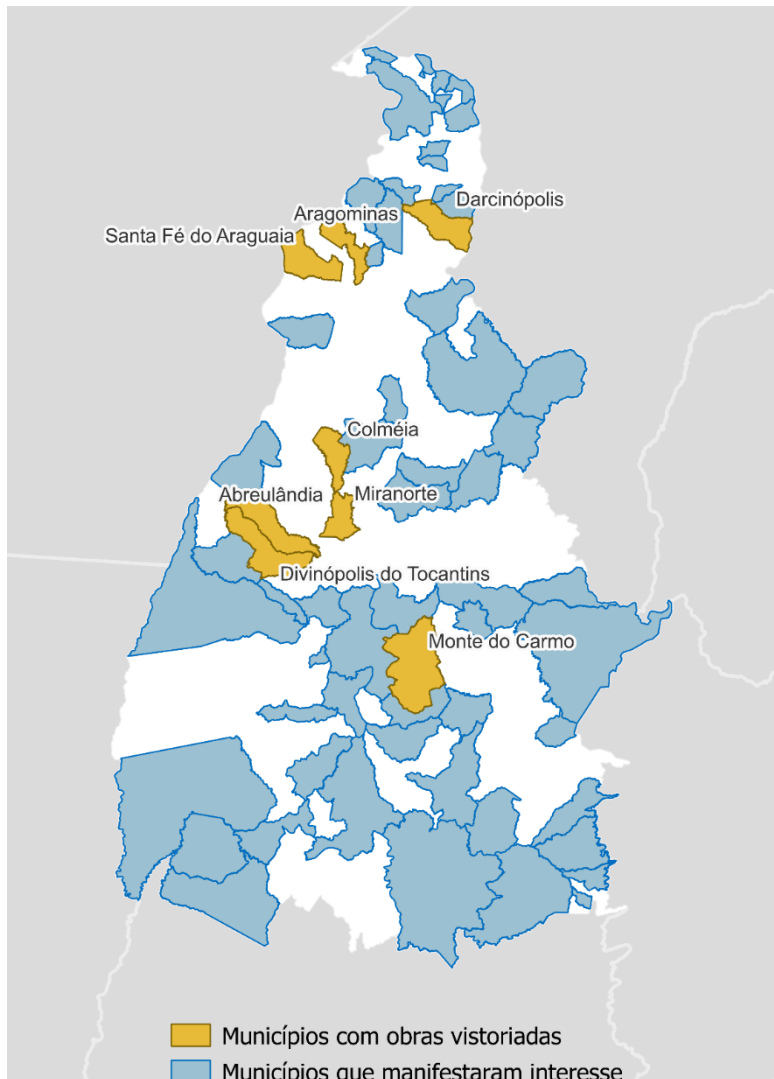 Darcinópolis
Aragominas
Santa Fé do Araguaia
Colméia
Abreulândia
Miranorte
Divinópolis do Tocantins
Monte do Carmo
Municípios com obras vistoriadas
Municípios que manifestaram interesse